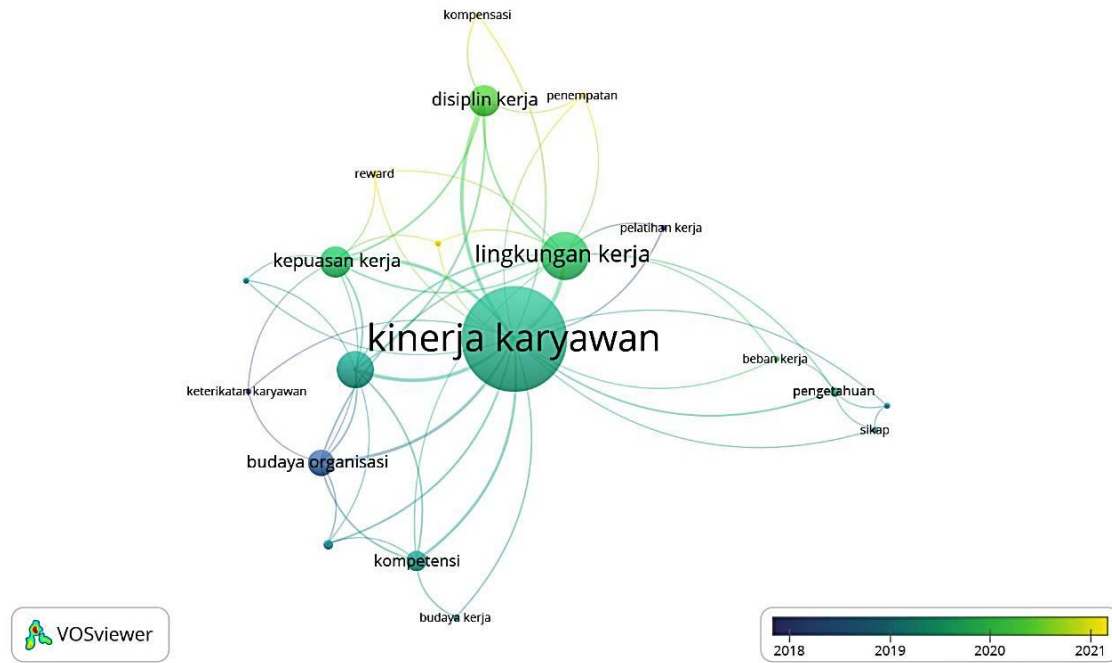 kompensasi
disiplin kerja
penempatan
reward
pelatihan kerja
lingkungan kerja
kepuasan kerja
kinerja karyawan
beban kerja
keterikatan karyawan
pengetahuan
sikap
budaya organisasi
kompetensi
budaya kerja
VOSviewer
2018 2019 2020 2021